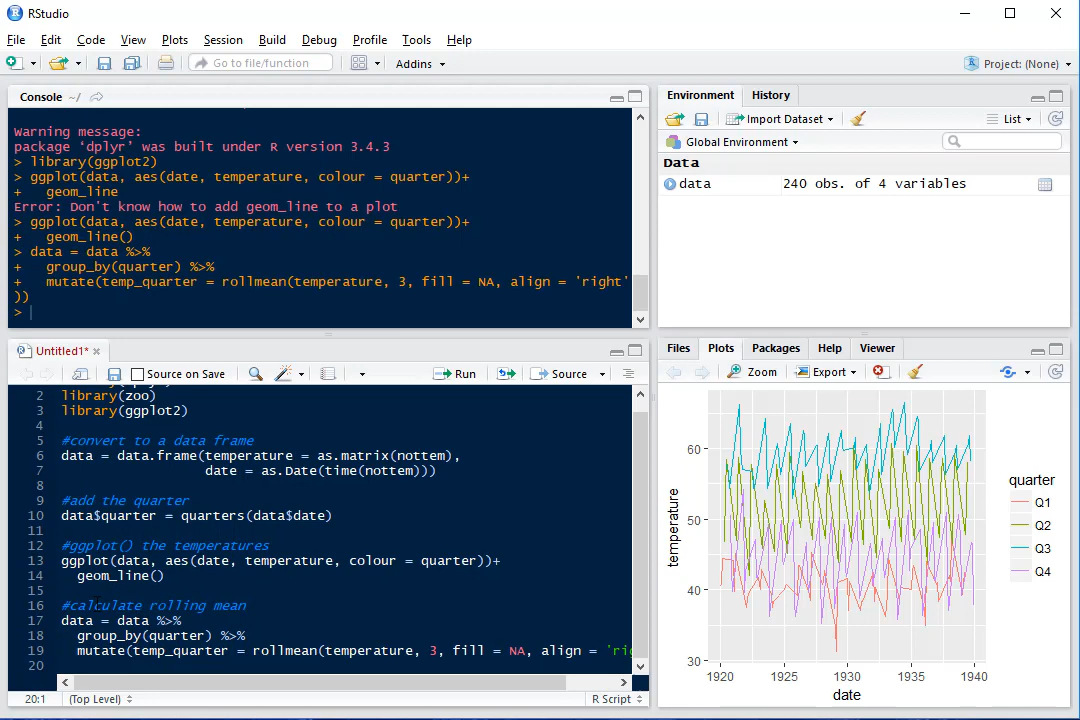 RStudio
File Edit Code View Plots Session Build Debug Profile Tools Help
Go to file/function Addins Project: (None)
Console ~/
Warning message:
package ‘dplyr’ was built under R version 3.4.3
> library(ggplot2)
> ggplot(data, aes(date, temperature, colour = quarter))+
+   geom_line
Error: Don't know how to add geom_line to a plot
> ggplot(data, aes(date, temperature, colour = quarter))+
+   geom_line()
> data = data %>%
+   group_by(quarter) %>%
+   mutate(temp_quarter = rollmean(temperature, 3, fill = NA, align = 'right'
))
>
Environment History
Import Dataset List
Global Environment
Data
data 240 obs. of 4 variables
Untitled1*
Source on Save Run Source
2 library(zoo)
3 library(ggplot2)
4
5 #convert to a data frame
6 data = data.frame(temperature = as.matrix(nottem),
7                   date = as.Date(time(nottem)))
8
9 #add the quarter
10 data$quarter = quarters(data$date)
11
12 #ggplot() the temperatures
13 ggplot(data, aes(date, temperature, colour = quarter))+
14   geom_line()
15
16 #calculate rolling mean
17 data = data %>%
18   group_by(quarter) %>%
19   mutate(temp_quarter = rollmean(temperature, 3, fill = NA, align = 'rig
20
20:1 (Top Level) R Script
Files Plots Packages Help Viewer
Zoom Export
60
50
40
30
temperature
1920 1925 1930 1935 1940
date
quarter
Q1
Q2
Q3
Q4